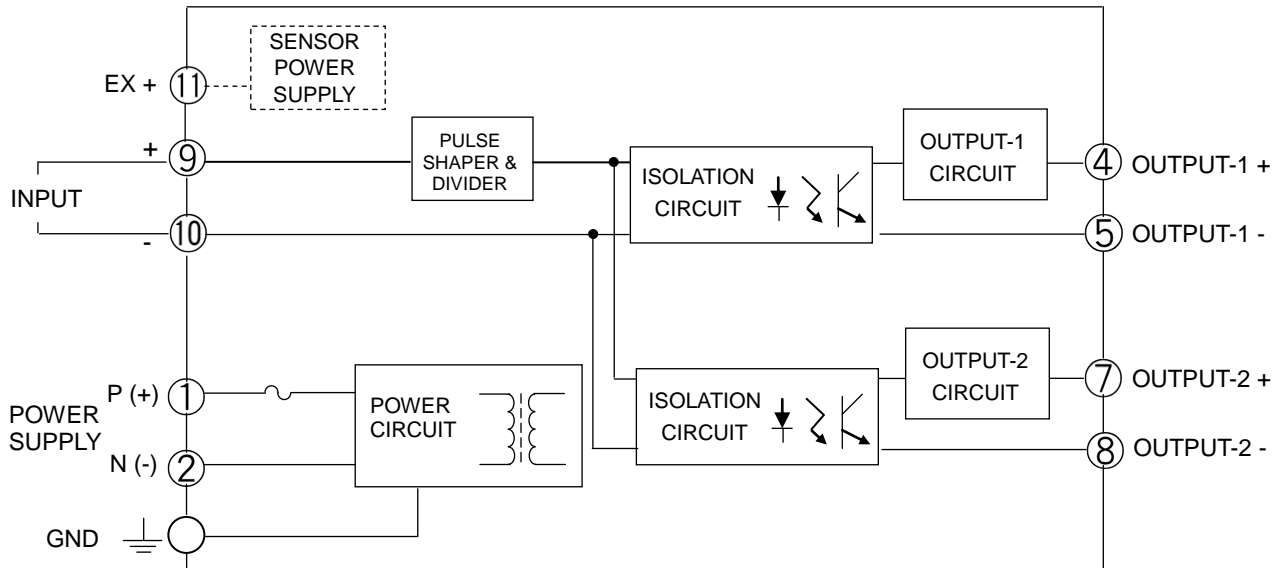 SENSOR
POWER
SUPPLY
EX +
11
+
9
PULSE
SHAPER &
DIVIDER
INPUT
-
10
ISOLATION
CIRCUIT
OUTPUT-1
CIRCUIT
4
OUTPUT-1 +
5
OUTPUT-1 -
POWER
SUPPLY
P (+)
1
N (-)
2
GND
POWER
CIRCUIT
ISOLATION
CIRCUIT
OUTPUT-2
CIRCUIT
7
OUTPUT-2 +
8
OUTPUT-2 -